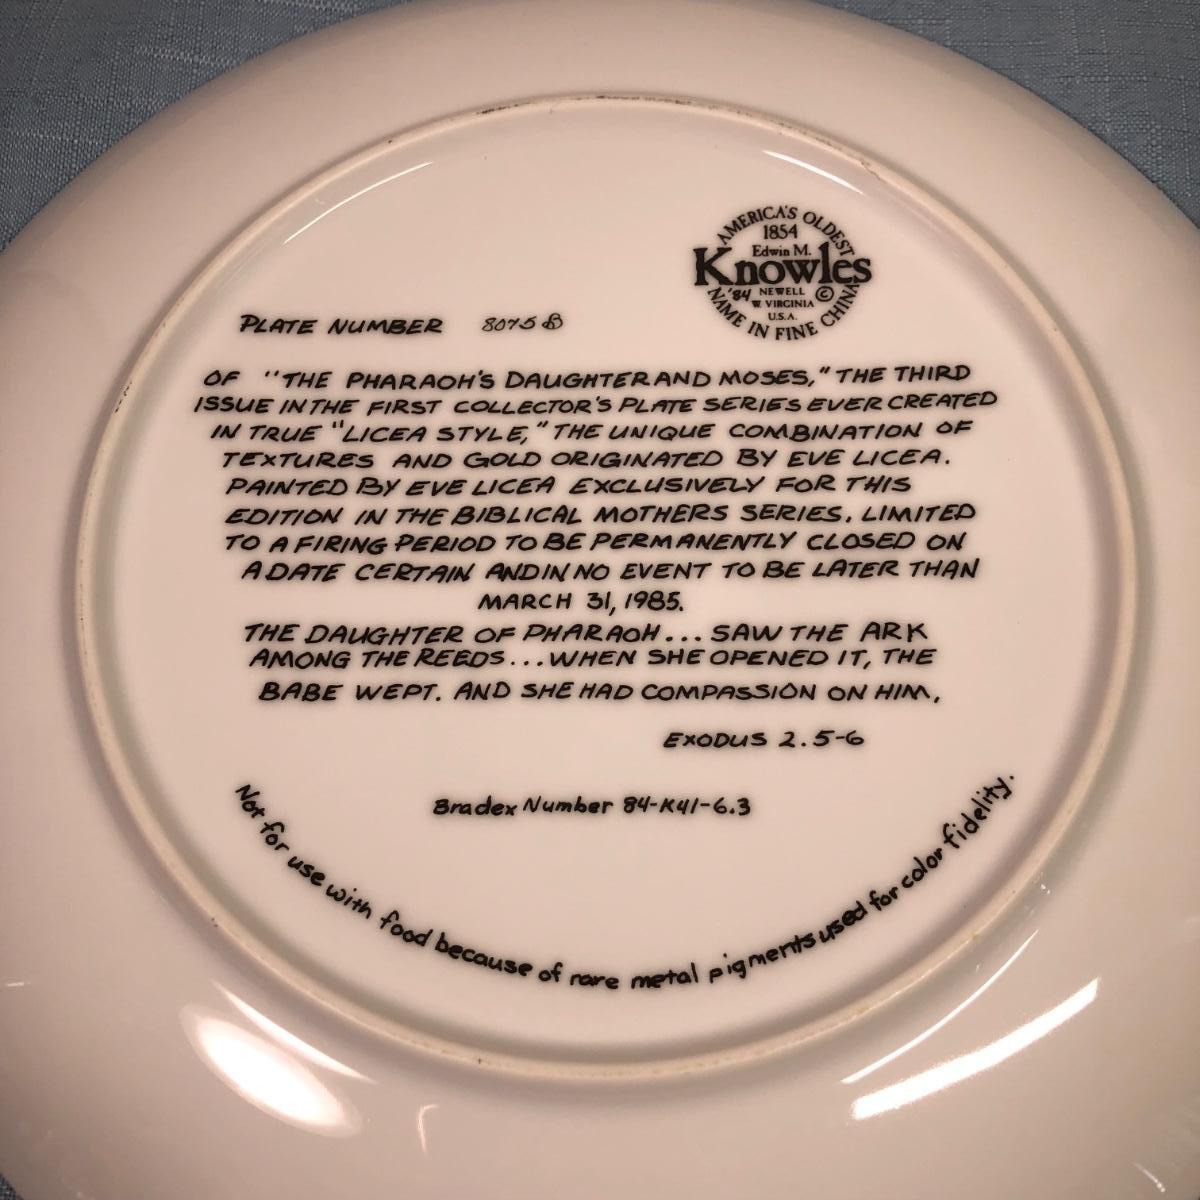 AMERICA'S OLDEST
1854
Edwin M.
Knowles
'84 NEWELL ©
W. VIRGINIA
U.S.A.
NAME IN FINE CHINA
PLATE NUMBER 8075 B
OF "THE PHARAOH'S DAUGHTER AND MOSES," THE THIRD
ISSUE IN THE FIRST COLLECTOR'S PLATE SERIES EVER CREATED
IN TRUE "LICEA STYLE," THE UNIQUE COMBINATION OF
TEXTURES AND GOLD ORIGINATED BY EVE LICEA.
PAINTED BY EVE LICEA EXCLUSIVELY FOR THIS
EDITION IN THE BIBLICAL MOTHERS SERIES. LIMITED
TO A FIRING PERIOD TO BE PERMANENTLY CLOSED ON
A DATE CERTAIN AND IN NO EVENT TO BE LATER THAN
MARCH 31, 1985.
THE DAUGHTER OF PHARAOH... SAW THE ARK
AMONG THE REEDS... WHEN SHE OPENED IT, THE
BABE WEPT. AND SHE HAD COMPASSION ON HIM,
EXODUS 2.5-6
Bradex Number 84-K41-6.3
Not for use with food because of rare metal pigments used for color fidelity.